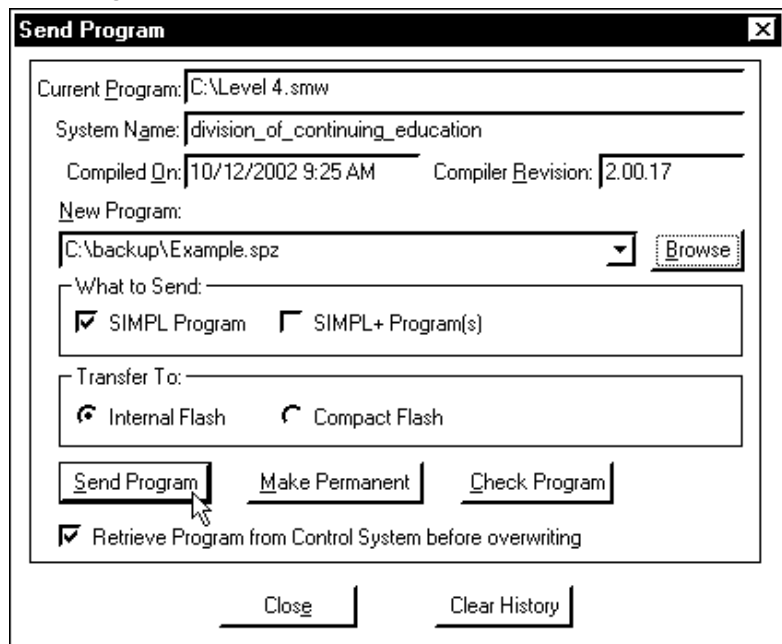 Send Program
Current Program: C:\Level 4.smw
System Name: division_of_continuing_education
Compiled On: 10/12/2002 9:25 AM Compiler Revision: 2.00.17
New Program:
C:\backup\Example.spz Browse
What to Send:
SIMPL Program SIMPL+ Program(s)
Transfer To:
Internal Flash Compact Flash
Send Program Make Permanent Check Program
Retrieve Program from Control System before overwriting
Close Clear History